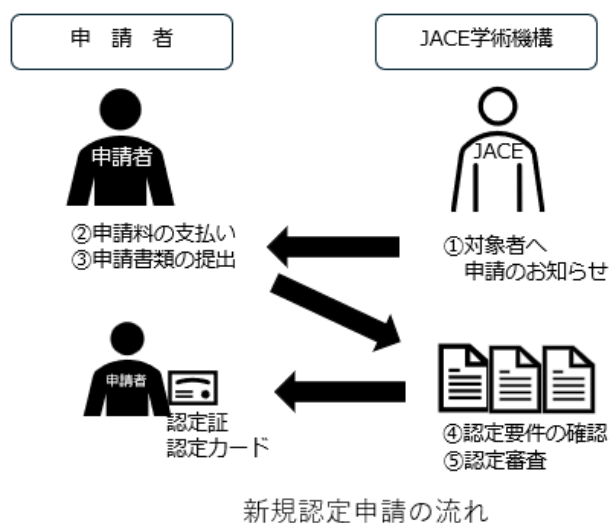 申 請 者
JACE学術機構
申請者
JACE
②申請料の支払い
③申請書類の提出
①対象者へ
申請のお知らせ
申請者
認定証
認定カード
④認定要件の確認
⑤認定審査
新規認定申請の流れ